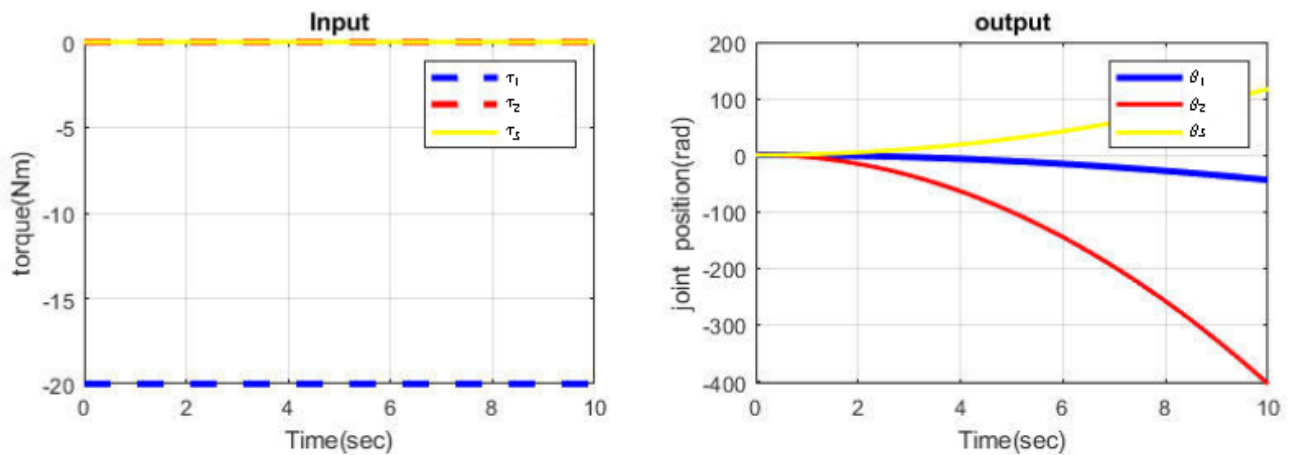 Input
0
-5
-10
-15
-20
torque(Nm)
τ₁
τ₂
τ₃
0
2
4
6
8
10
Time(sec)
output
200
100
0
-100
-200
-300
-400
joint position(rad)
θ₁
θ₂
θ₃
0
2
4
6
8
10
Time(sec)